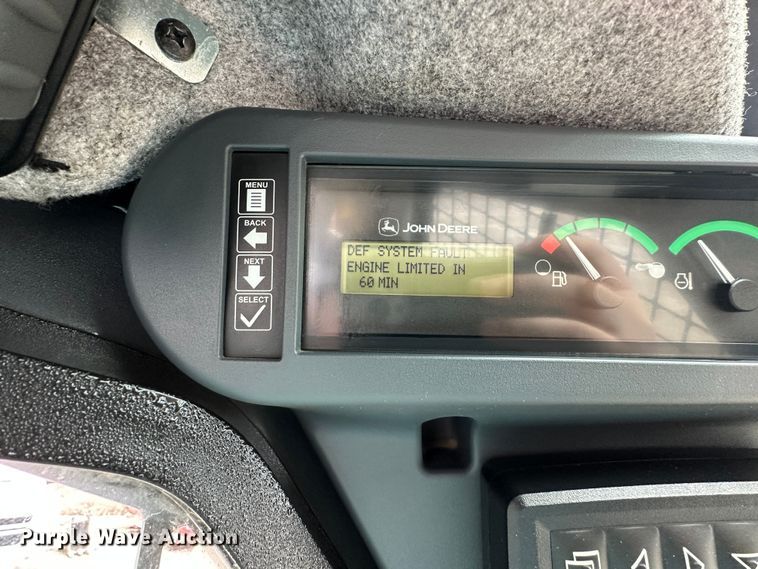 MENU
BACK
NEXT
SELECT
JOHN DEERE
DEF SYSTEM FAULT
ENGINE LIMITED IN
60 MIN
Purple Wave Auction